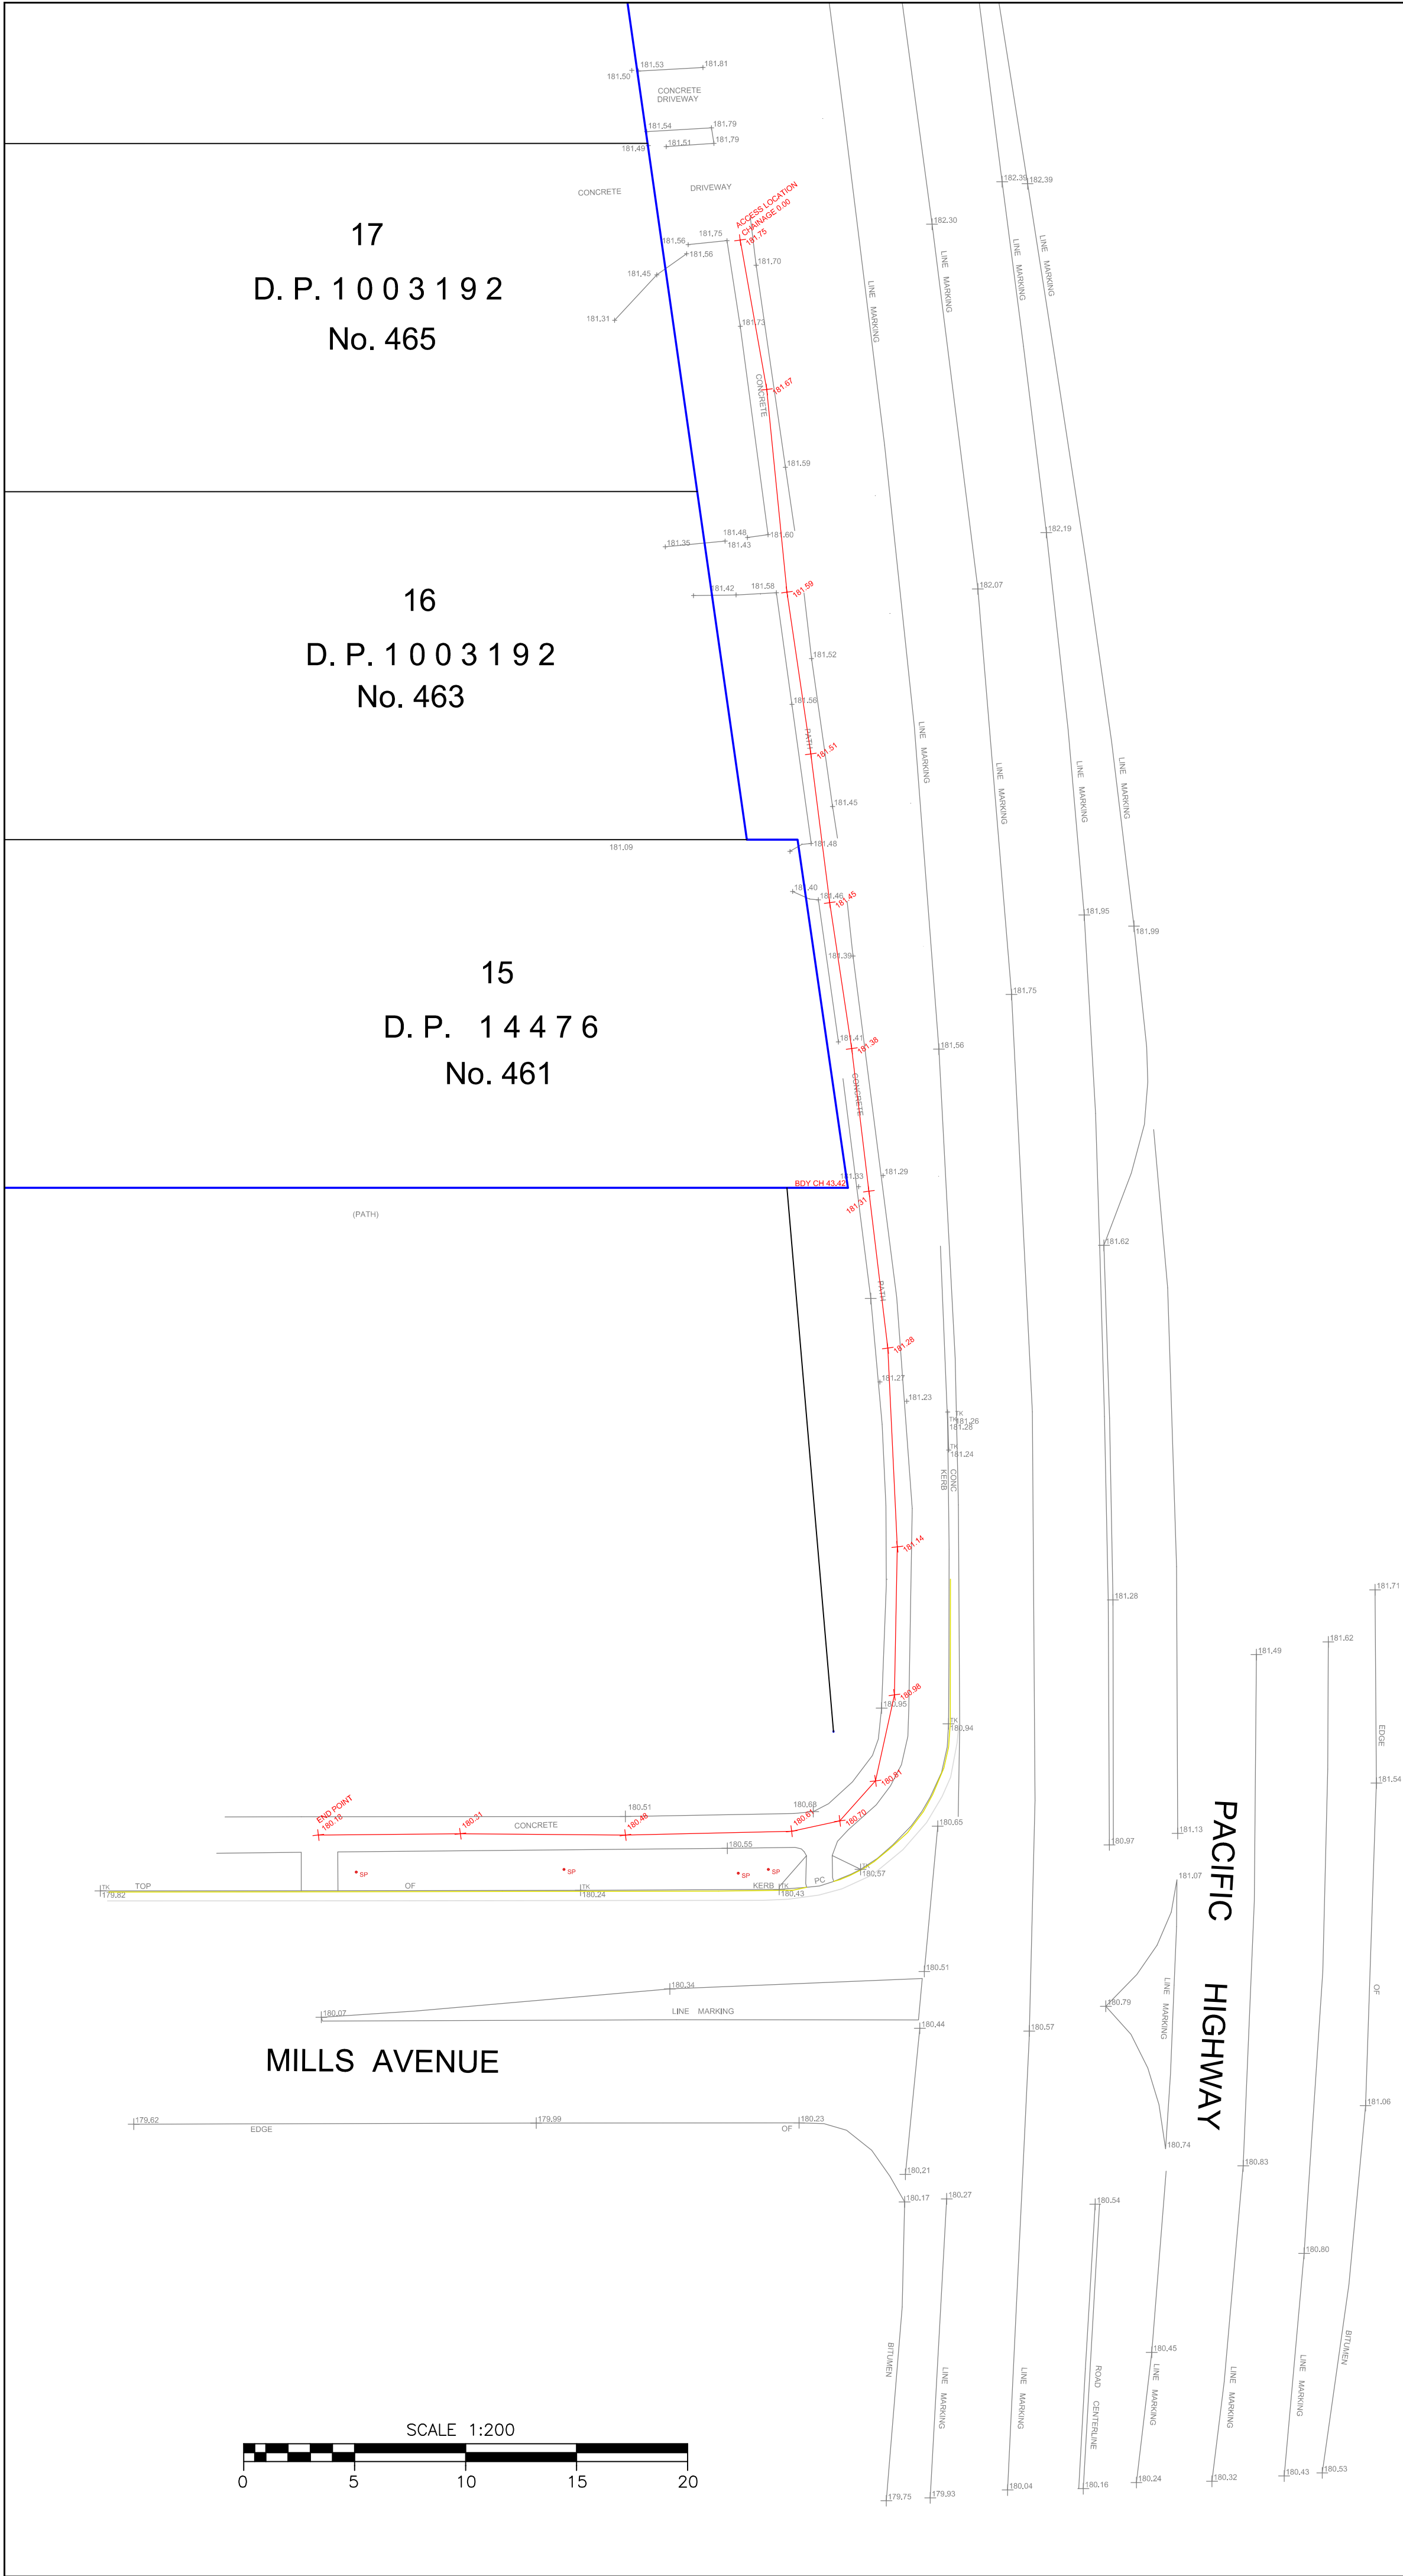 181.53
181.81
181.50
CONCRETE
DRIVEWAY
181.54
181.79
181.51
181.79
181.49
182.39
182.39
CONCRETE
DRIVEWAY
ACCESS LOCATION
CHAINAGE 0.00
181.75
182.30
17
D. P. 1 0 0 3 1 9 2
No. 465
181.75
181.56
181.56
181.70
181.45
181.31
181.73
LINE MARKING
LINE MARKING
LINE MARKING
LINE MARKING
181.67
CONCRETE
181.59
181.48
181.60
181.35
181.43
182.19
181.42
181.58
181.59
182.07
16
D. P. 1 0 0 3 1 9 2
No. 463
181.52
181.56
PATH
181.51
LINE MARKING
LINE MARKING
LINE MARKING
LINE MARKING
181.45
181.09
181.48
181.40
181.46
181.45
181.95
181.99
181.39
15
D. P. 1 4 4 7 6
No. 461
181.75
181.41
181.38
181.56
CONCRETE
181.33
181.29
BDY CH 43.42
181.31
(PATH)
181.62
PATH
181.28
181.27
181.23
TK
181.26
TK
181.28
TK
181.24
CONC
KERB
181.14
181.71
181.28
181.62
181.49
180.98
180.95
TK
180.94
EDGE
181.54
180.81
END POINT
180.18
180.31
CONCRETE
180.51
180.48
180.68
180.61
180.70
180.65
180.97
181.13
PACIFIC HIGHWAY
180.55
SP
SP
SP
SP
TK
180.57
181.07
TK
179.82
TOP
OF
TK
180.24
KERB
TK
180.43
PC
180.51
180.34
180.07
LINE MARKING
180.44
180.57
180.79
LINE MARKING
OF
MILLS AVENUE
181.06
179.62
EDGE
179.99
OF
180.23
180.74
180.83
180.21
180.17
180.27
180.54
180.80
180.45
BITUMEN
LINE MARKING
LINE MARKING
ROAD CENTERLINE
LINE MARKING
LINE MARKING
LINE MARKING
BITUMEN
SCALE 1:200
0
5
10
15
20
179.75
179.93
180.04
180.16
180.24
180.32
180.43
180.53